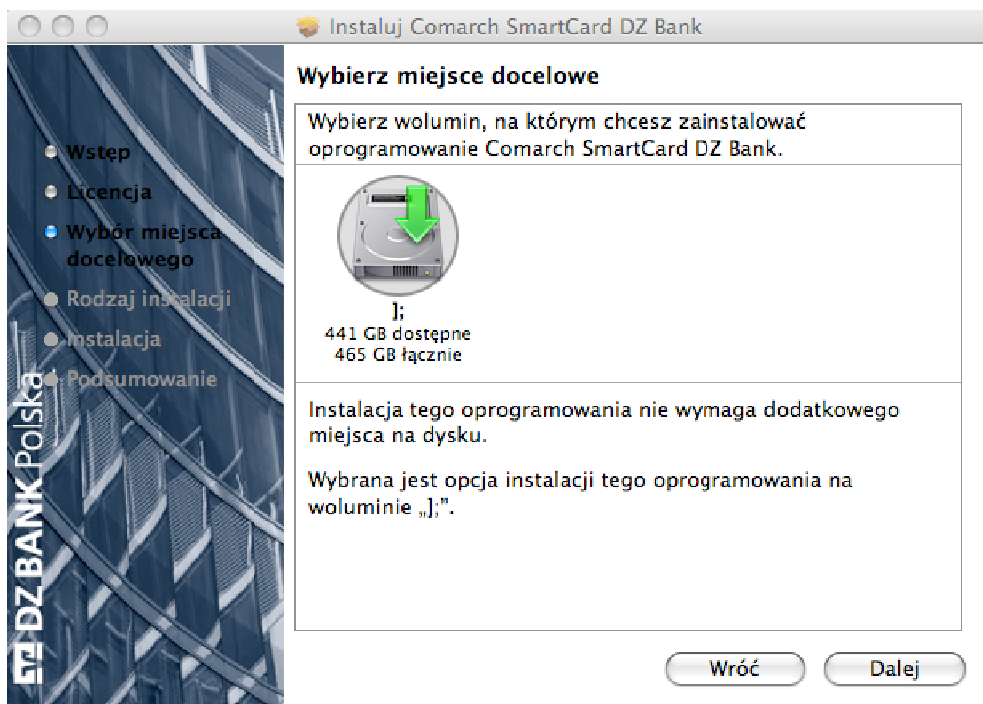 Instaluj Comarch SmartCard DZ Bank
Wstęp
Licencja
Wybór miejsca
docelowego
Rodzaj instalacji
Instalacja
Podsumowanie
DZ BANK Polska
Wybierz miejsce docelowe
Wybierz wolumin, na którym chcesz zainstalować
oprogramowanie Comarch SmartCard DZ Bank.
];
441 GB dostępne
465 GB łącznie
Instalacja tego oprogramowania nie wymaga dodatkowego
miejsca na dysku.
Wybrana jest opcja instalacji tego oprogramowania na
woluminie „];”.
Wróć
Dalej